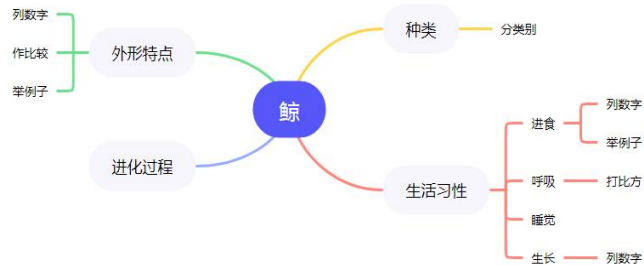 鲸
外形特点
列数字
作比较
举例子
进化过程
种类
分类别
生活习性
进食
列数字
举例子
呼吸
打比方
睡觉
生长
列数字